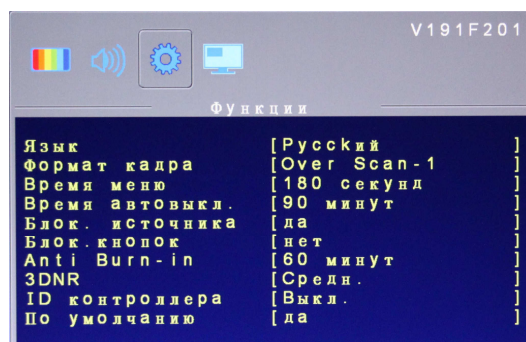 V191F201
Функции
Язык [Русский ]
Формат кадра [Over Scan-1 ]
Время меню [180 секунд ]
Время автовыкл. [90 минут ]
Блок. источника [да ]
Блок.кнопок [нет ]
Anti Burn-in [60 минут ]
3DNR [Средн. ]
ID контроллера [Выкл. ]
По умолчанию [да ]